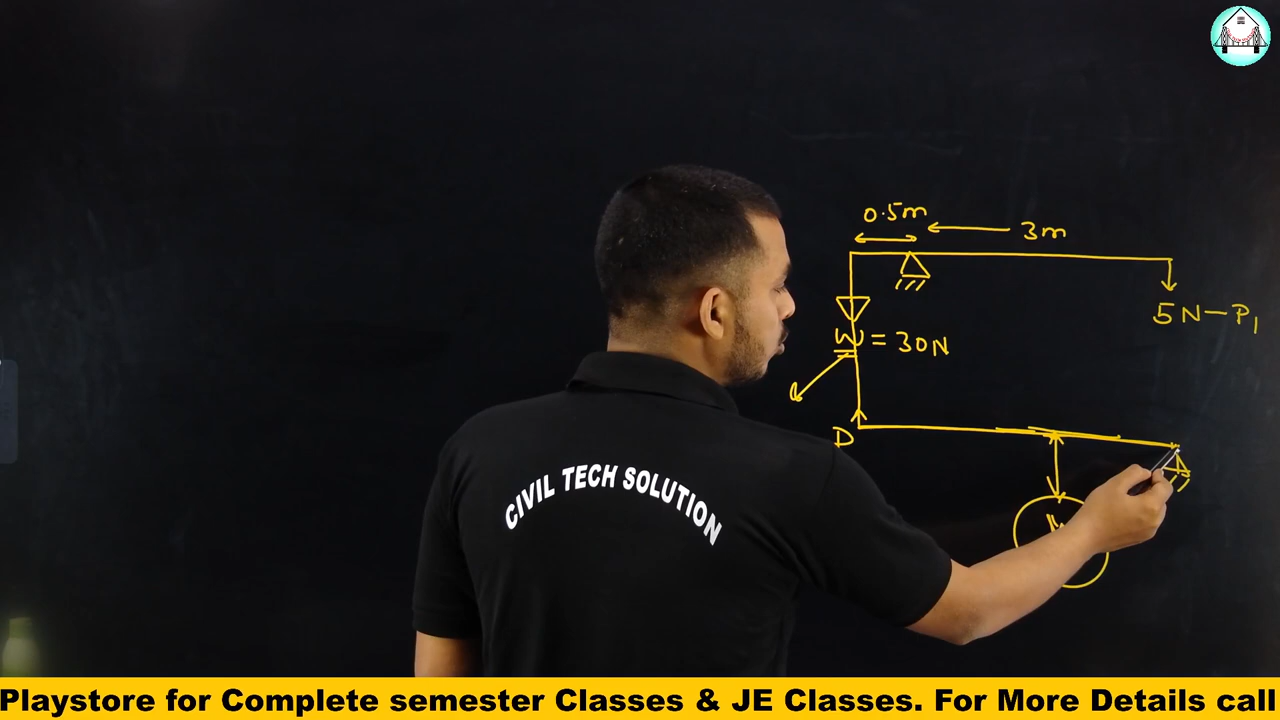 0.5m
3m
5N-P1
W = 30N
D
W
CIVIL TECH SOLUTION
Playstore for Complete semester Classes & JE Classes. For More Details call